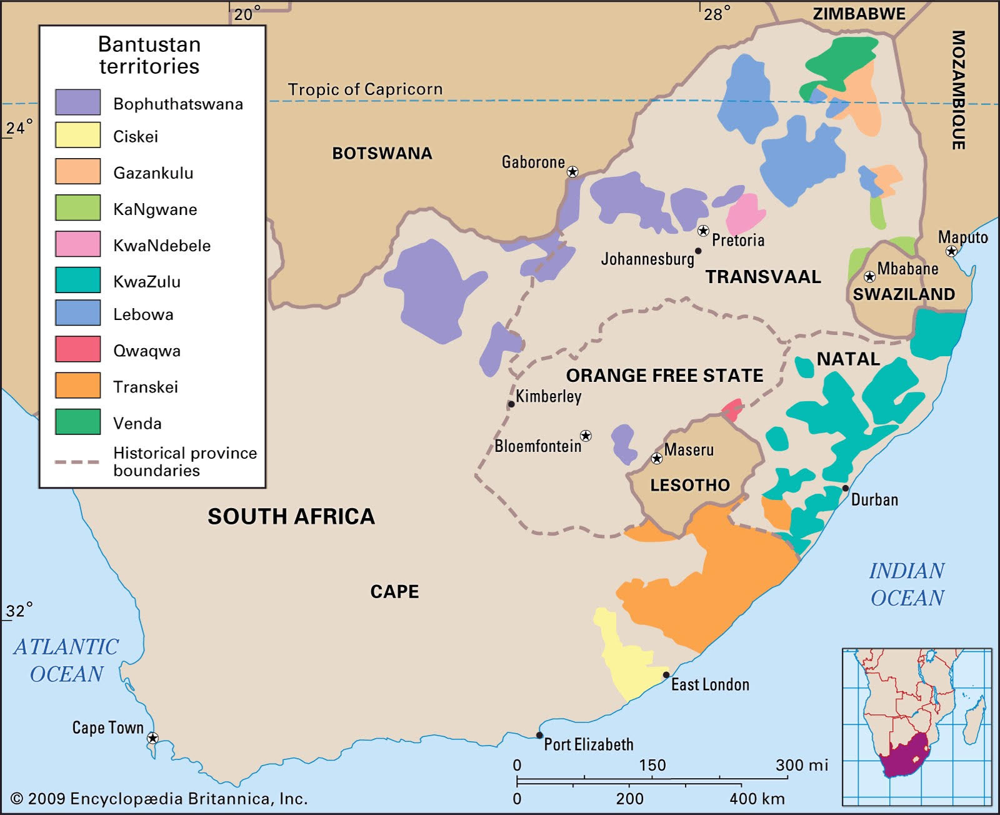 20°
28°
ZIMBABWE
MOZAMBIQUE
Bantustan
territories
Bophuthatswana
Ciskei
Gazankulu
KaNgwane
KwaNdebele
KwaZulu
Lebowa
Qwaqwa
Transkei
Venda
Historical province
boundaries
Tropic of Capricorn
24°
BOTSWANA
Gaborone
Pretoria
Johannesburg
TRANSVAAL
Maputo
Mbabane
SWAZILAND
NATAL
ORANGE FREE STATE
Kimberley
Bloemfontein
Maseru
LESOTHO
Durban
SOUTH AFRICA
CAPE
INDIAN
OCEAN
32°
ATLANTIC
OCEAN
East London
Cape Town
Port Elizabeth
0 150 300 mi
0 200 400 km
© 2009 Encyclopædia Britannica, Inc.